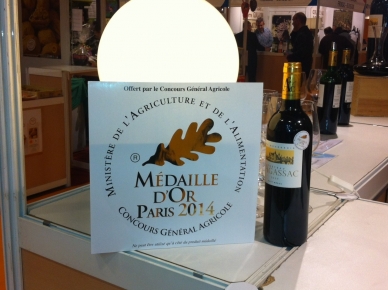 Offert par le Concours Général Agricole
Ministère de l'Agriculture et de l'Alimentation
®
Médaille
d'Or
Paris 2014
Concours Général Agricole